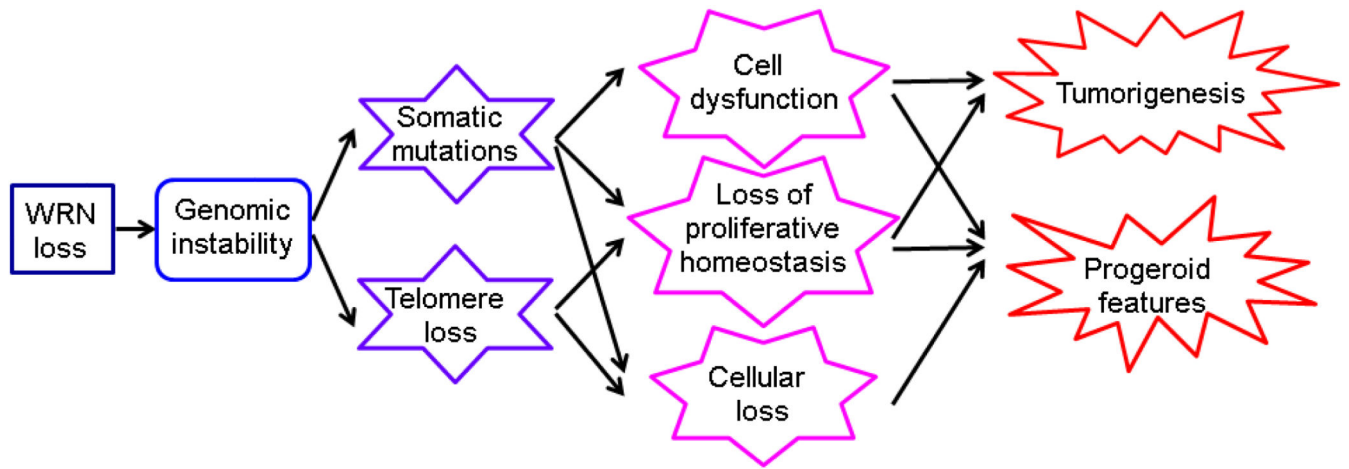 WRN
loss
Genomic
instability
Somatic
mutations
Telomere
loss
Cell
dysfunction
Loss of
proliferative
homeostasis
Cellular
loss
Tumorigenesis
Progeroid
features